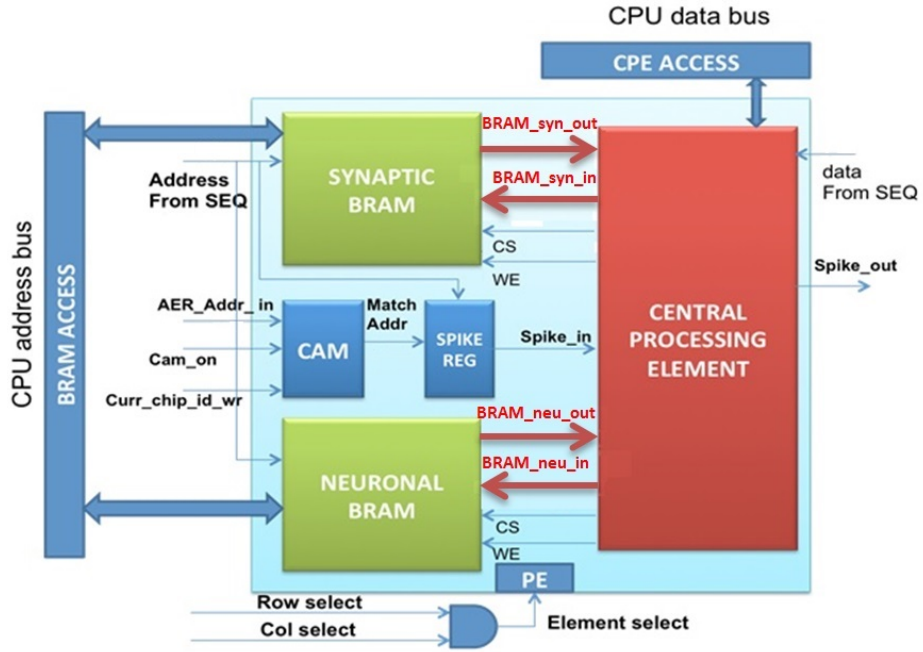 CPU data bus
CPE ACCESS
BRAM_syn_out
SYNAPTIC
BRAM
BRAM_syn_in
Address
From SEQ
data
From SEQ
CS
WE
Spike_out
CPU address bus
BRAM ACCESS
AER_Addr_ in
Match
Addr
CENTRAL
PROCESSING
ELEMENT
CAM
SPIKE
REG
Spike_in
Cam_on
Curr_chip_id_wr
BRAM_neu_out
BRAM_neu_in
NEURONAL
BRAM
CS
WE
PE
Row select
Col select
Element select